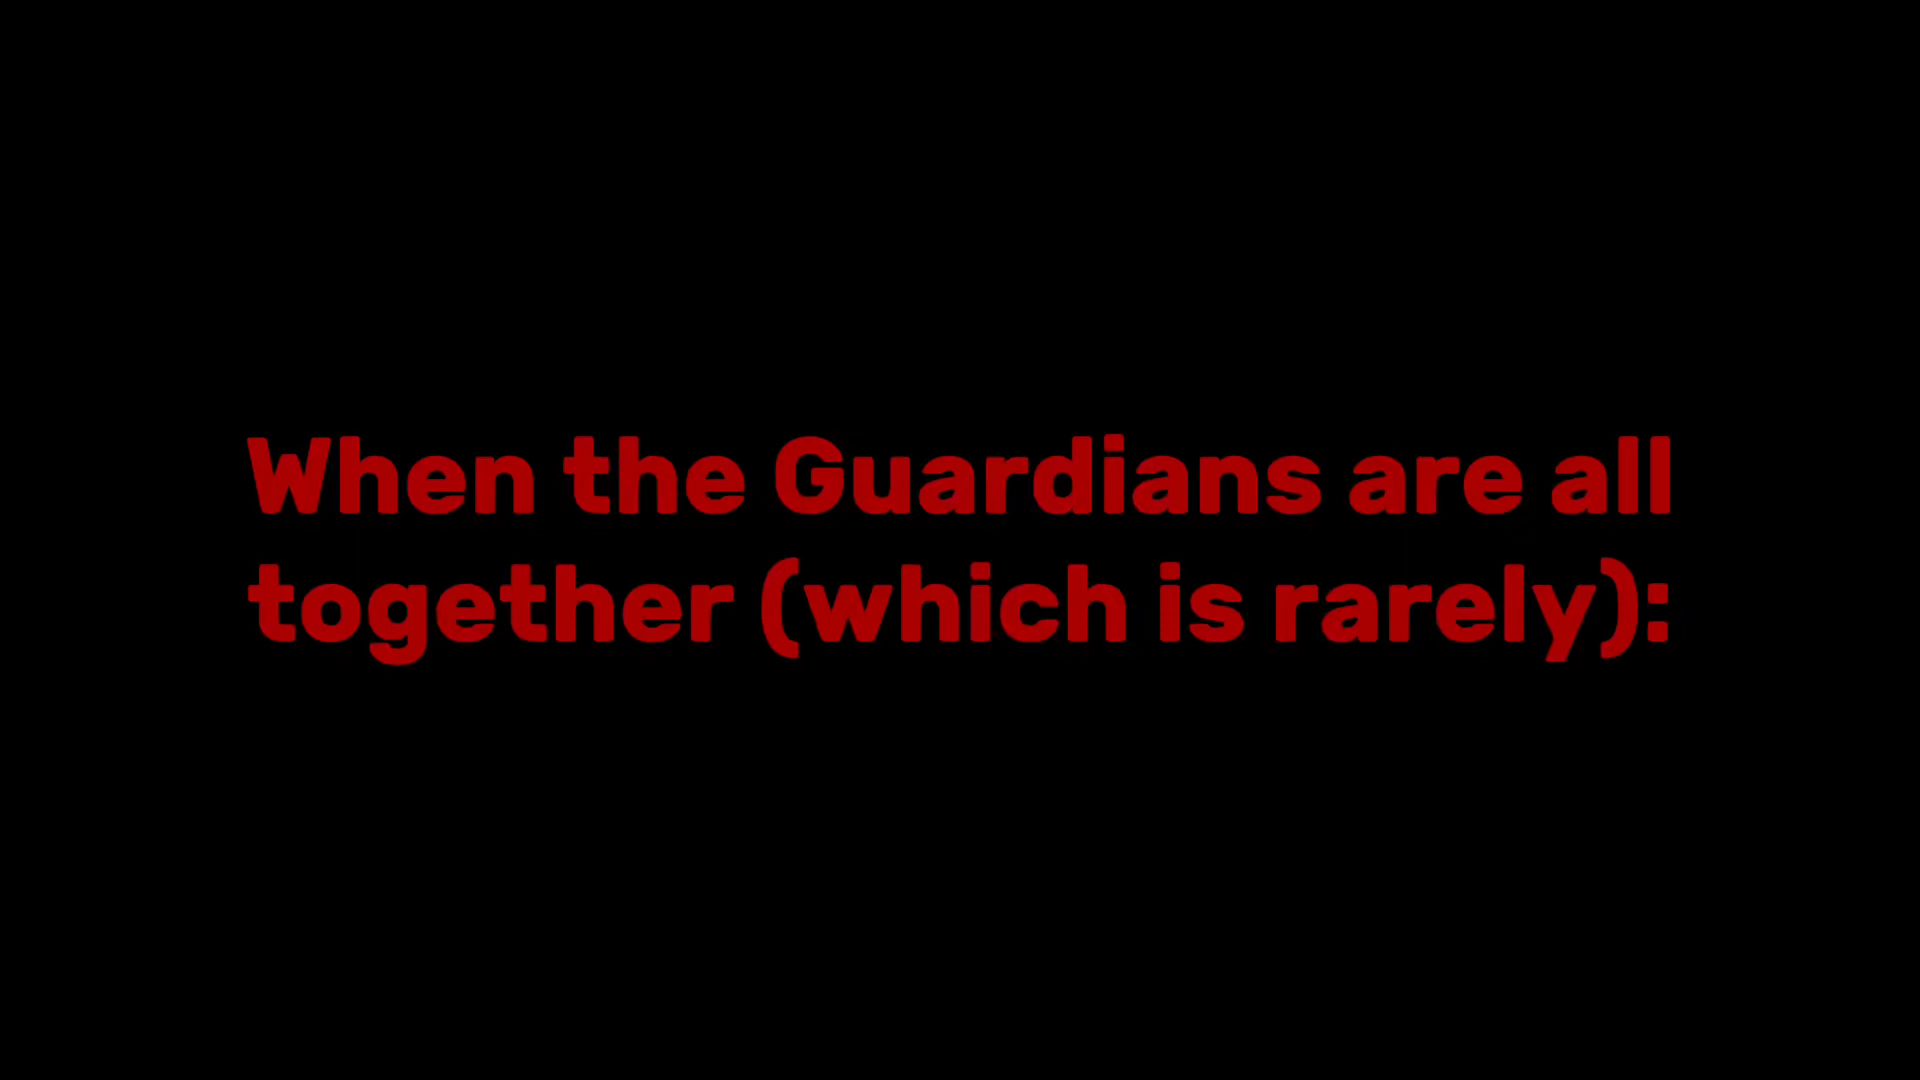 When the Guardians are all
together (which is rarely):